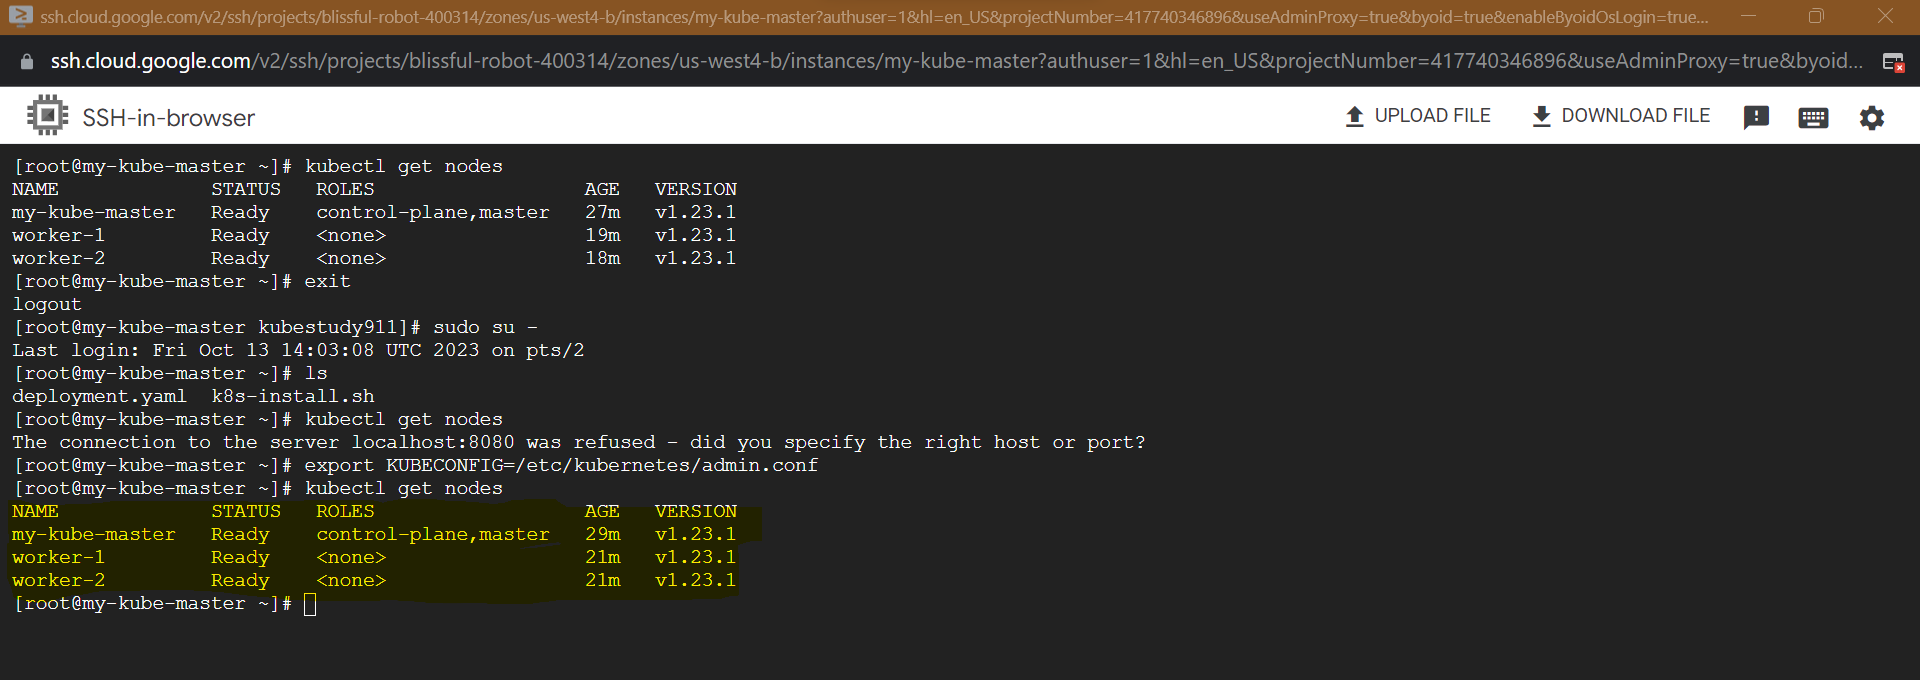 ssh.cloud.google.com/v2/ssh/projects/blissful-robot-400314/zones/us-west4-b/instances/my-kube-master?authuser=1&hl=en_US&projectNumber=417740346896&useAdminProxy=true&byoid=true&enableByoidOsLogin=true...
ssh.cloud.google.com/v2/ssh/projects/blissful-robot-400314/zones/us-west4-b/instances/my-kube-master?authuser=1&hl=en_US&projectNumber=417740346896&useAdminProxy=true&byoid...
SSH-in-browser UPLOAD FILE DOWNLOAD FILE
[root@my-kube-master ~]# kubectl get nodes
NAME STATUS ROLES AGE VERSION
my-kube-master Ready control-plane,master 27m v1.23.1
worker-1 Ready <none> 19m v1.23.1
worker-2 Ready <none> 18m v1.23.1
[root@my-kube-master ~]# exit
logout
[root@my-kube-master kubestudy911]# sudo su -
Last login: Fri Oct 13 14:03:08 UTC 2023 on pts/2
[root@my-kube-master ~]# ls
deployment.yaml k8s-install.sh
[root@my-kube-master ~]# kubectl get nodes
The connection to the server localhost:8080 was refused - did you specify the right host or port?
[root@my-kube-master ~]# export KUBECONFIG=/etc/kubernetes/admin.conf
[root@my-kube-master ~]# kubectl get nodes
NAME STATUS ROLES AGE VERSION
my-kube-master Ready control-plane,master 29m v1.23.1
worker-1 Ready <none> 21m v1.23.1
worker-2 Ready <none> 21m v1.23.1
[root@my-kube-master ~]#